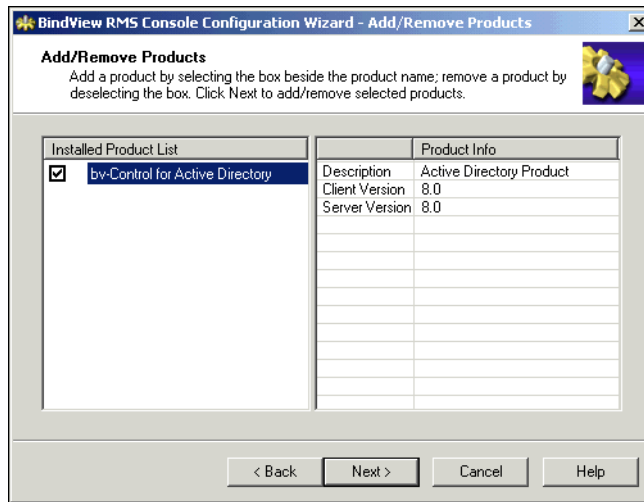 BindView RMS Console Configuration Wizard - Add/Remove Products
Add/Remove Products
Add a product by selecting the box beside the product name; remove a product by
deselecting the box. Click Next to add/remove selected products.
Installed Product List
Product Info
bv-Control for Active Directory
Description Active Directory Product
Client Version 8.0
Server Version 8.0
< Back
Next >
Cancel
Help